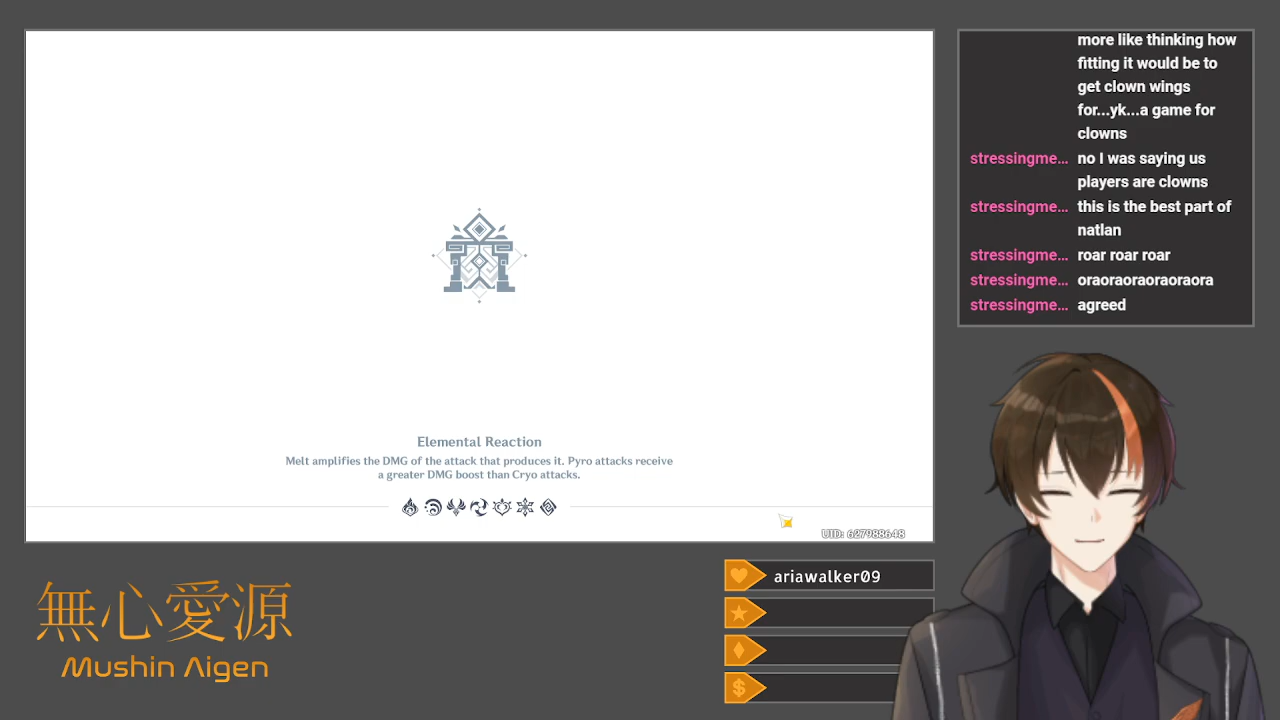 more like thinking how
fitting it would be to
get clown wings
for...yk...a game for
clowns
stressingme... no I was saying us
players are clowns
stressingme... this is the best part of
natlan
stressingme... roar roar roar
stressingme... oraoraoraoraoraora
stressingme... agreed
Elemental Reaction
Melt amplifies the DMG of the attack that produces it. Pyro attacks receive
a greater DMG boost than Cryo attacks.
UID: 627988648
ariawalker09
無心愛源
Mushin Aigen